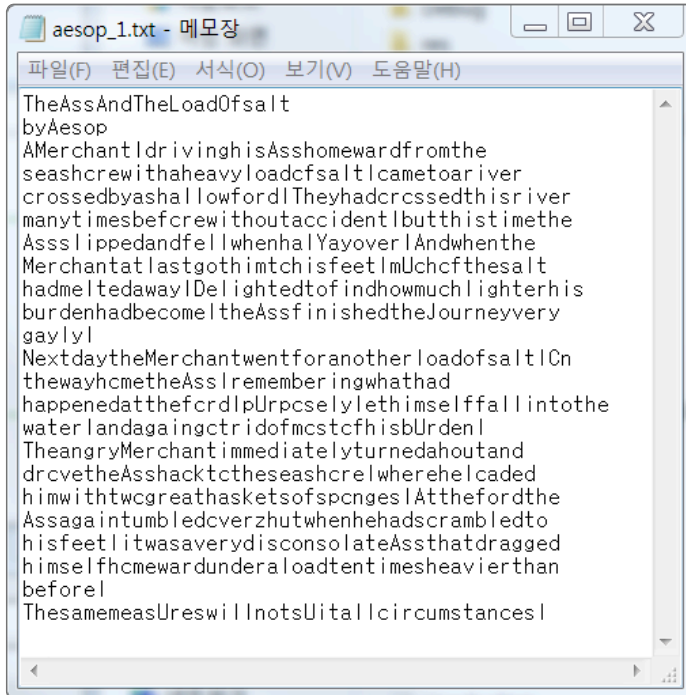 aesop_1.txt - 메모장
파일(F) 편집(E) 서식(O) 보기(V) 도움말(H)
TheAssAndTheLoadOfsalt
byAesop
AMerchantldrivinghisAsshomewardfromthe
seashcrewithaheavyloadcfsaltlcametoariver
crossedbyashallowfordlTheyhadcrcssedthisriver
manytimesbefcrewithoutaccidentlbutthistimethe
AssslippedandfellwhenhalYayoverlAndwhenthe
MerchantatlastgothimtchisfeetlmUchcfthesalt
hadmeltedawaylDelightedtofindhowmuchlighterhis
burdenhadbecomeltheAssfinishedtheJourneyvery
gaylyl
NextdaytheMerchantwentforanotherloadofsaltlCn
thewayhcmetheAsslrememberingwhathad
happenedatthefcrdlpUrpcselylethimselffallintothe
waterlandagaingctridofmcstcfhisbUrdenl
TheangryMerchantimmediatelyturnedahoutand
drcvetheAsshacktctheseashcrelwherehelcaded
himwithtwcgreathasketsofspcngeslAtthefordthe
Assagaintumbledcverzhutwhenhehadscrambledto
hisfeetlitwasaverydisconsolateAssthatdragged
himselfhcmewardunderaloadtentimesheavierthan
beforel
ThesamemeasUreswillnotsUitallcircumstancesl